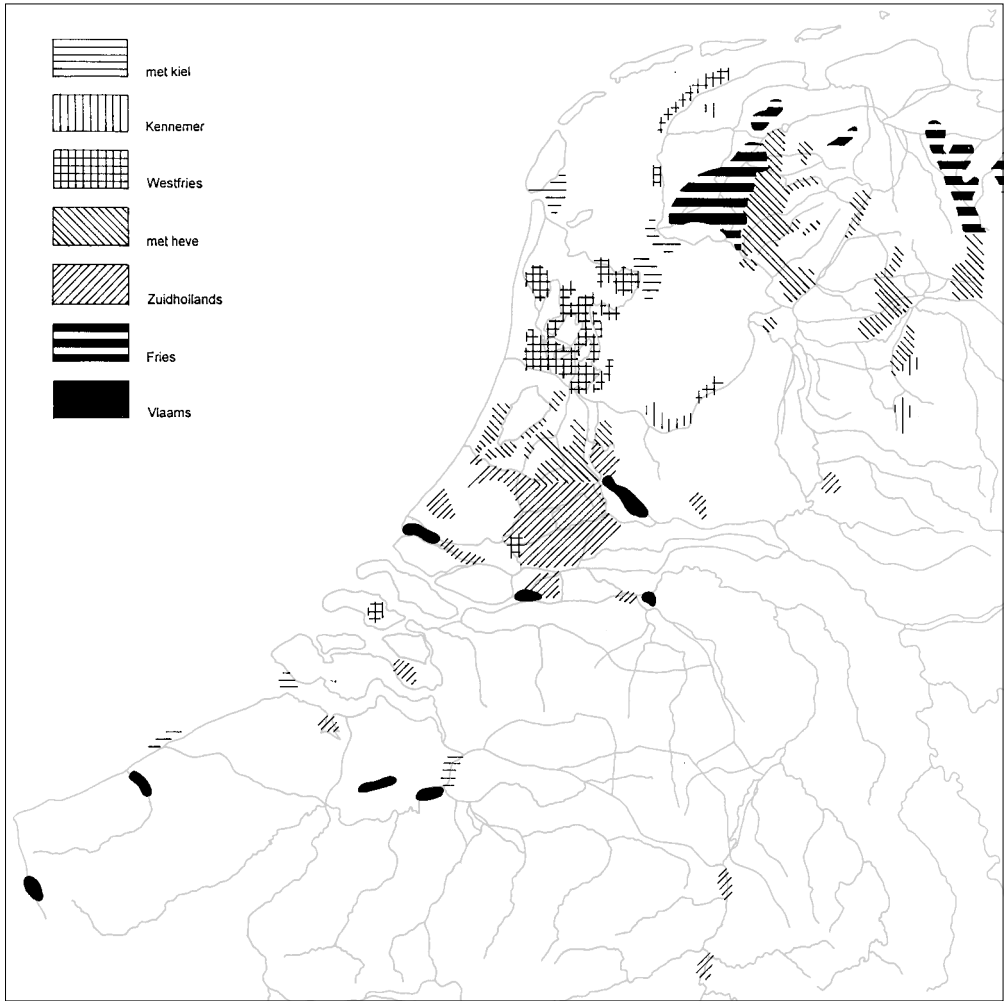 met kiel
Kennemer
Westfries
met heve
Zuidhollands
Fries
Vlaams